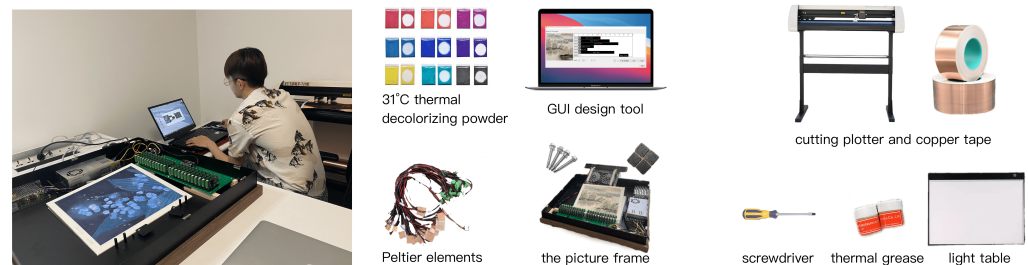 31°C thermal
decolorizing powder
GUI design tool
cutting plotter and copper tape
Peltier elements
the picture frame
screwdriver
thermal grease
light table